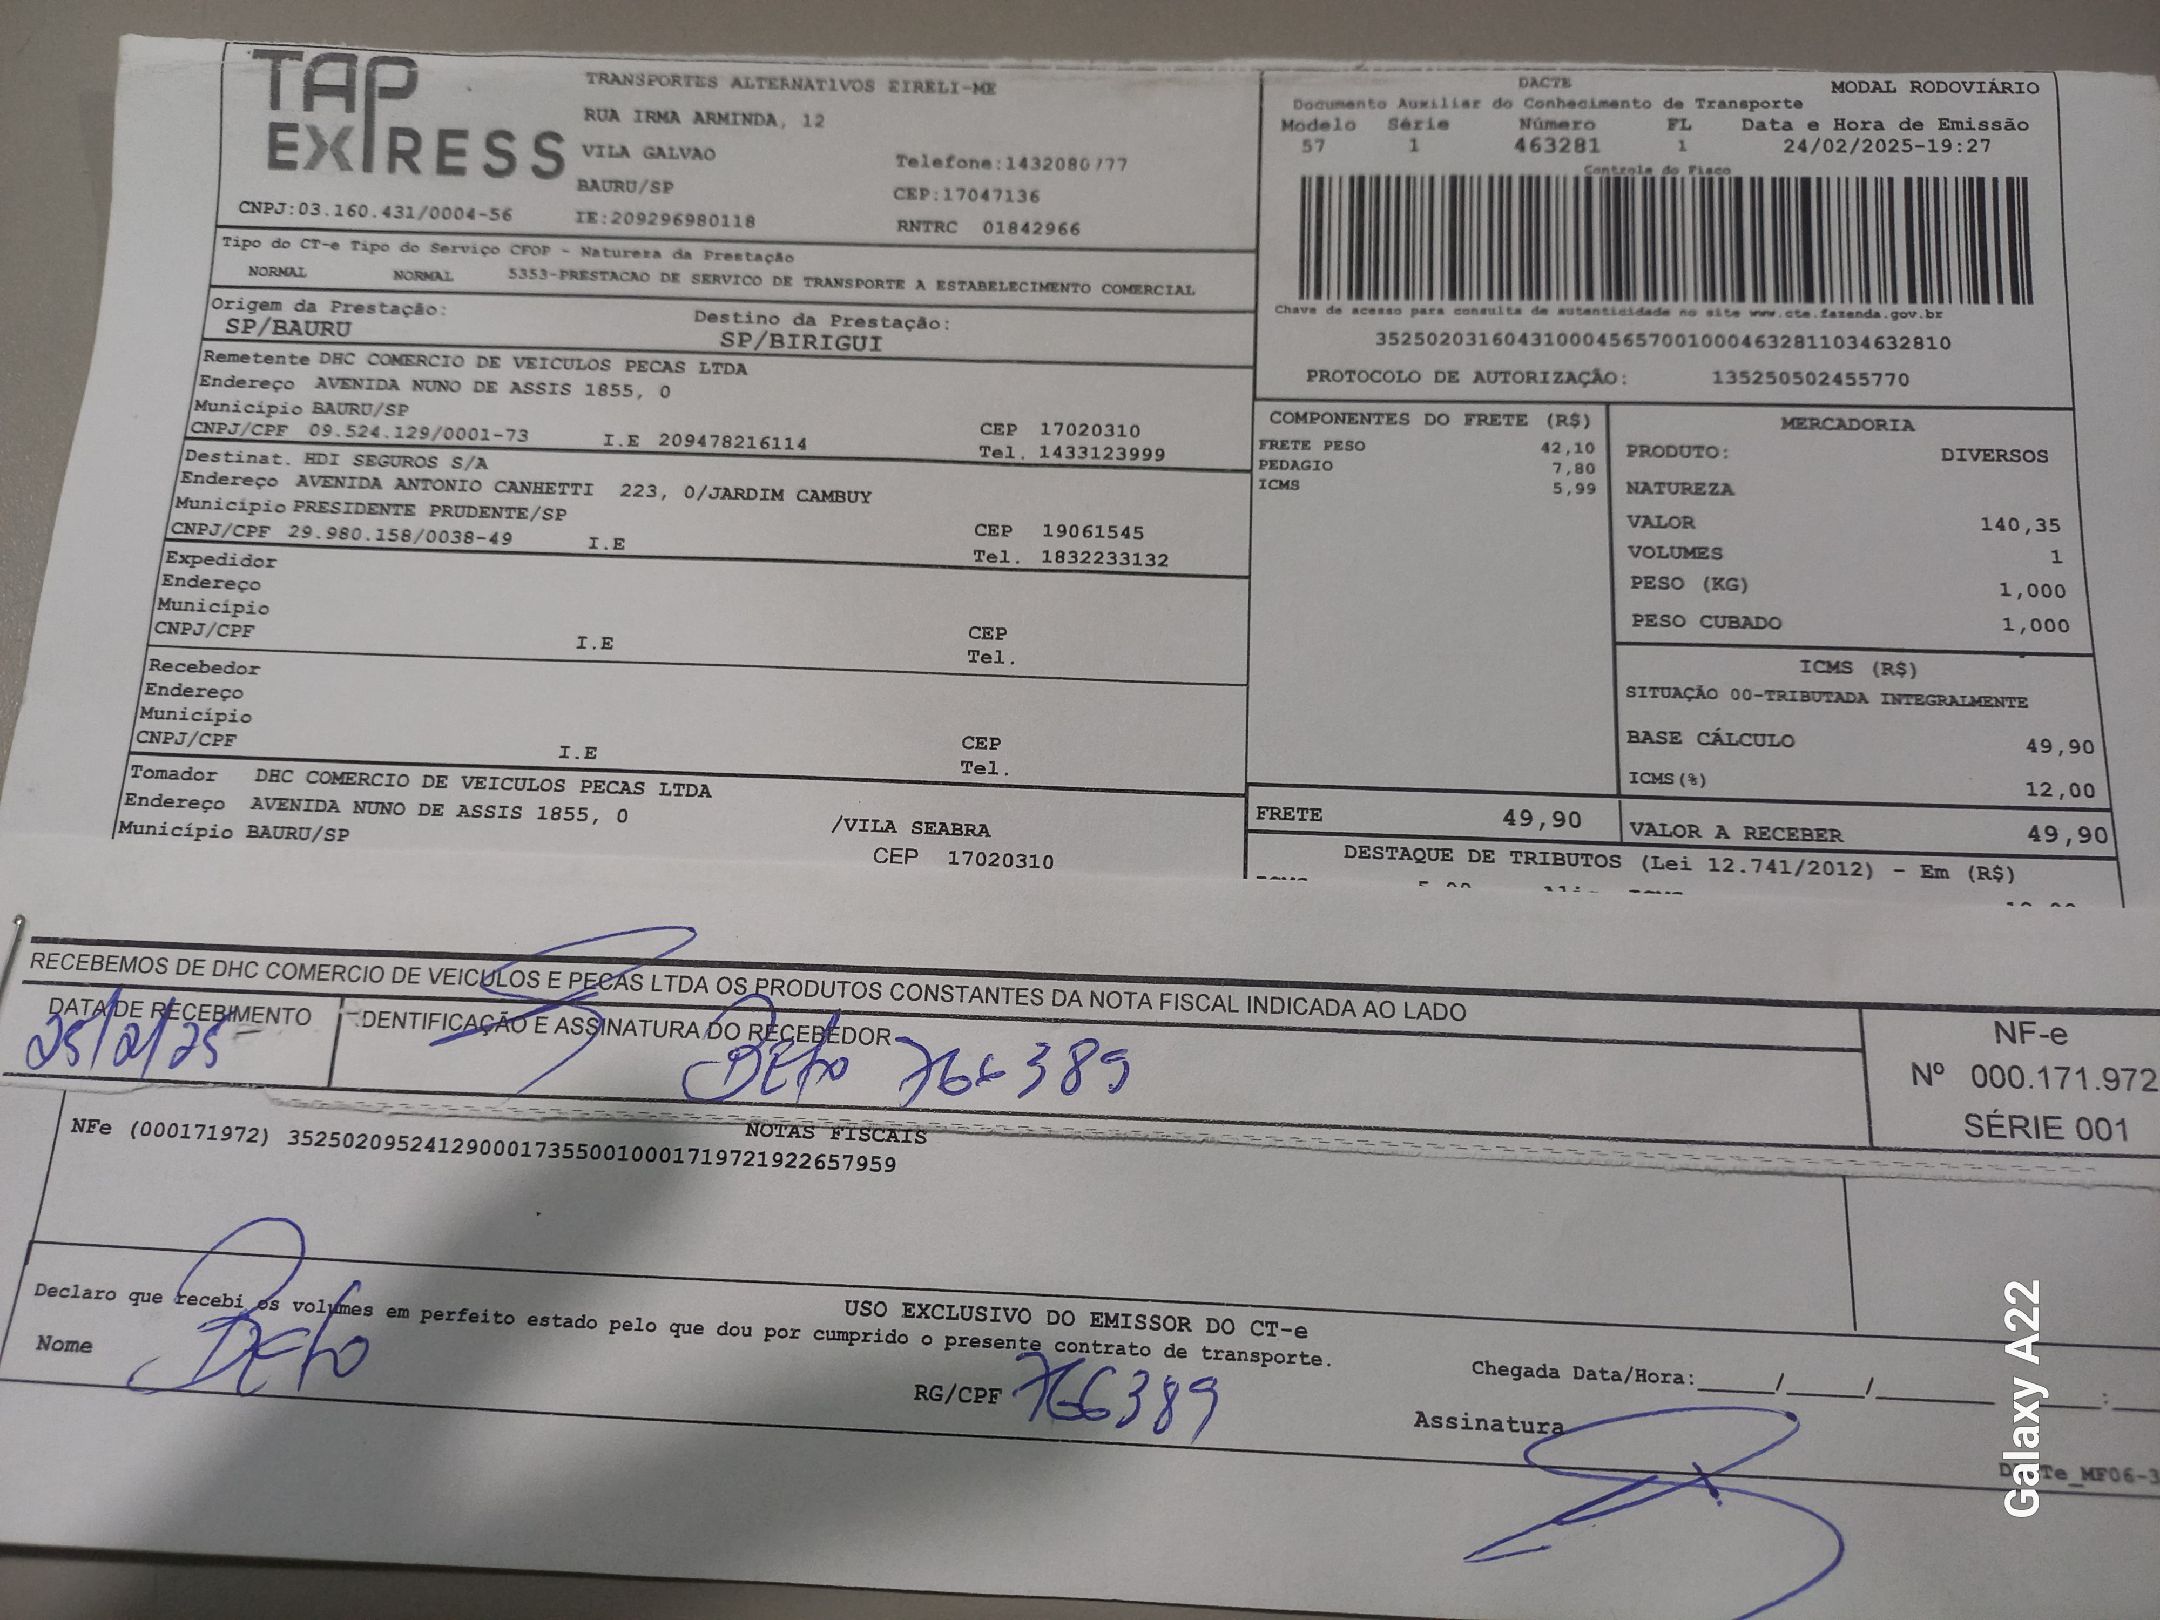 TAP
EXPRESS
TRANSPORTES ALTERNATIVOS EIRELI-ME
RUA IRMA ARMINDA, 12
VILA GALVAO
BAURU/SP
Telefone:1432080777
CEP:17047136
CNPJ:03.160.431/0004-56
IE:209296980118
RNTRC 01842966
DACTE
MODAL RODOVIÁRIO
Documento Auxiliar do Conhecimento de Transporte
Modelo Série Número FL Data e Hora de Emissão
57 1 463281 1 24/02/2025-19:27
Controle do Fisco
Chave de acesso para consulta de autenticidade no site www.cte.fazenda.gov.br
35250203160431000456570010004632811034632810
PROTOCOLO DE AUTORIZAÇÃO: 135250502455770
Tipo do CT-e Tipo do Serviço CFOP - Natureza da Prestação
NORMAL NORMAL 5353-PRESTACAO DE SERVICO DE TRANSPORTE A ESTABELECIMENTO COMERCIAL
Origem da Prestação: Destino da Prestação:
SP/BAURU SP/BIRIGUI
Remetente DHC COMERCIO DE VEICULOS PECAS LTDA
Endereço AVENIDA NUNO DE ASSIS 1855, 0
Município BAURU/SP CEP 17020310
CNPJ/CPF 09.524.129/0001-73 I.E 209478216114 Tel. 1433123999
Destinat. HDI SEGUROS S/A
Endereço AVENIDA ANTONIO CANHETTI 223, 0/JARDIM CAMBUY
Município PRESIDENTE PRUDENTE/SP CEP 19061545
CNPJ/CPF 29.980.158/0038-49 I.E Tel. 1832233132
Expedidor
Endereço
Município CEP
CNPJ/CPF I.E Tel.
Recebedor
Endereço
Município CEP
CNPJ/CPF I.E Tel.
Tomador DHC COMERCIO DE VEICULOS PECAS LTDA
Endereço AVENIDA NUNO DE ASSIS 1855, 0 /VILA SEABRA
Município BAURU/SP CEP 17020310
COMPONENTES DO FRETE (R$)
FRETE PESO 42,10
PEDAGIO 7,80
ICMS 5,99
MERCADORIA
PRODUTO: DIVERSOS
NATUREZA
VALOR 140,35
VOLUMES 1
PESO (KG) 1,000
PESO CUBADO 1,000
ICMS (R$)
SITUAÇÃO 00-TRIBUTADA INTEGRALMENTE
BASE CÁLCULO 49,90
ICMS(%) 12,00
FRETE 49,90 VALOR A RECEBER 49,90
DESTAQUE DE TRIBUTOS (Lei 12.741/2012) - Em (R$)
RECEBEMOS DE DHC COMERCIO DE VEICULOS E PECAS LTDA OS PRODUTOS CONSTANTES DA NOTA FISCAL INDICADA AO LADO
DATA DE RECEBIMENTO
25/2/25
DENTIFICAÇÃO E ASSINATURA DO RECEBEDOR
Beto 766389
NF-e
Nº 000.171.972
SÉRIE 001
NOTAS FISCAIS
NFe (000171972) 35250209524129000173550010001719721922657959
USO EXCLUSIVO DO EMISSOR DO CT-e
Declaro que recebi os volumes em perfeito estado pelo que dou por cumprido o presente contrato de transporte.
Nome Beto
RG/CPF 766389
Chegada Data/Hora:____/____/______:__
Assinatura
Galaxy A22